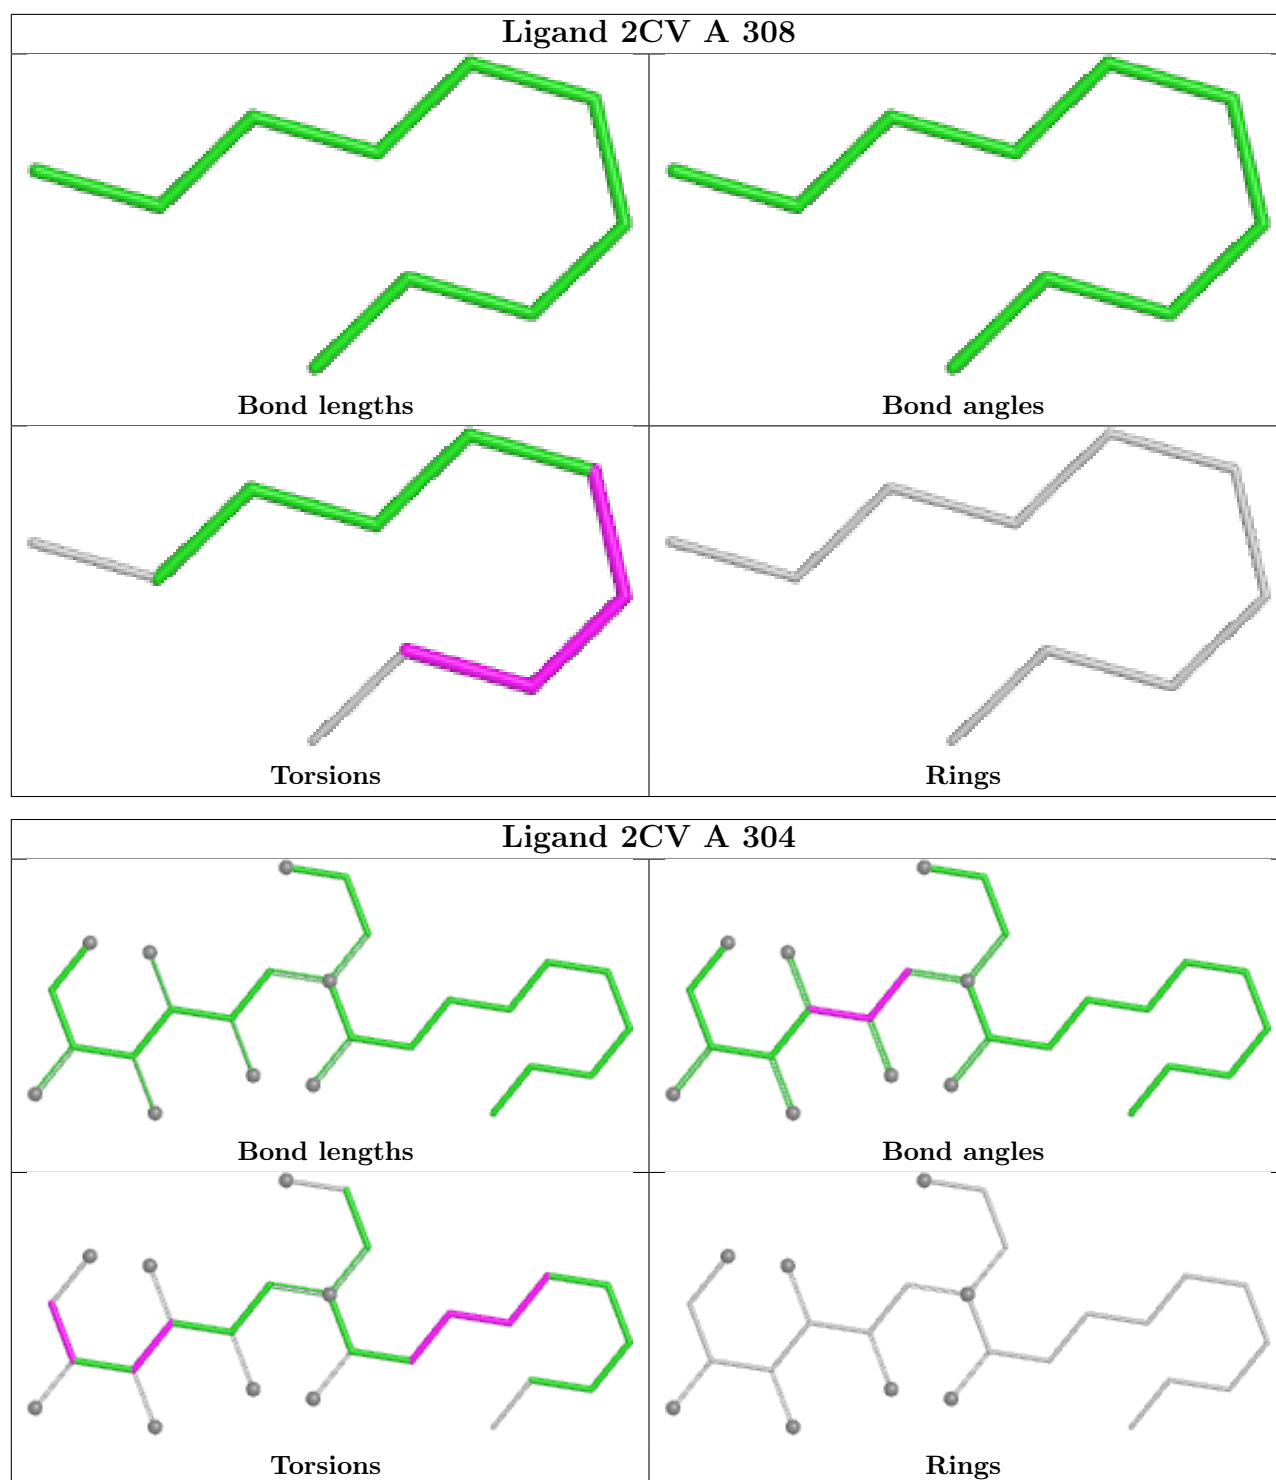 Ligand 2CV A 308
Bond lengths
Bond angles
Torsions
Rings
Ligand 2CV A 304
Bond lengths
Bond angles
Torsions
Rings